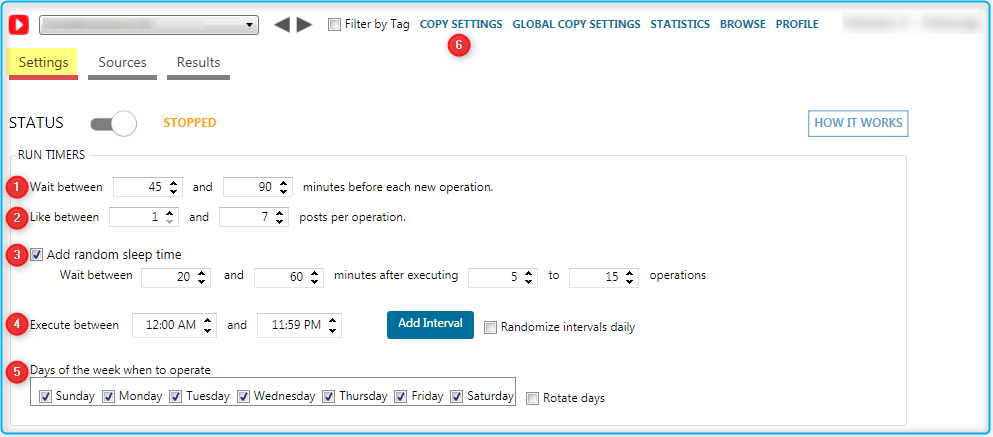 Filter by Tag COPY SETTINGS GLOBAL COPY SETTINGS STATISTICS BROWSE PROFILE
6
Settings Sources Results
STATUS STOPPED HOW IT WORKS
RUN TIMERS
1 Wait between 45 and 90 minutes before each new operation.
2 Like between 1 and 7 posts per operation.
3 Add random sleep time
Wait between 20 and 60 minutes after executing 5 to 15 operations
4 Execute between 12:00 AM and 11:59 PM Add Interval Randomize intervals daily
5 Days of the week when to operate
Sunday Monday Tuesday Wednesday Thursday Friday Saturday Rotate days